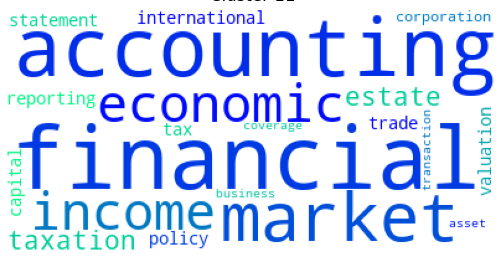 statement international corporation
accounting
reporting economic estate
tax coverage trade
financial
capital transaction valuation
income business market asset
taxation policy